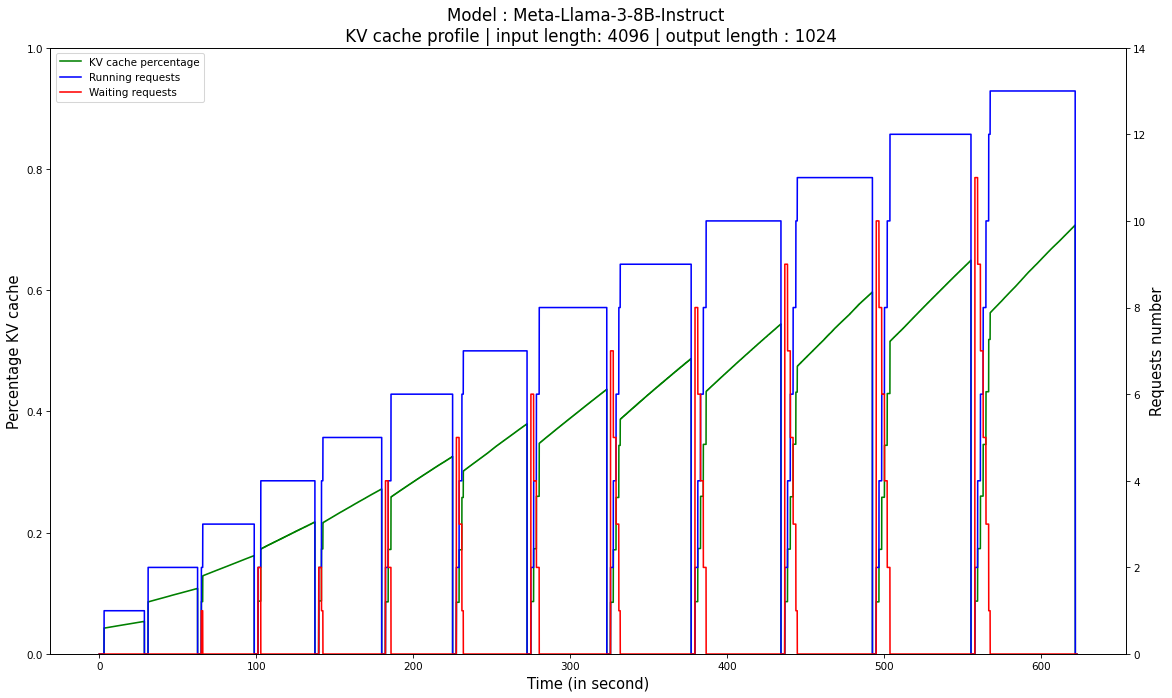 Model : Meta-Llama-3-8B-Instruct
KV cache profile | input length: 4096 | output length : 1024
KV cache percentage
Running requests
Waiting requests
Percentage KV cache
1.0
0.8
0.6
0.4
0.2
0.0
14
12
10
8
6
4
2
0
Requests number
0 100 200 300 400 500 600
Time (in second)